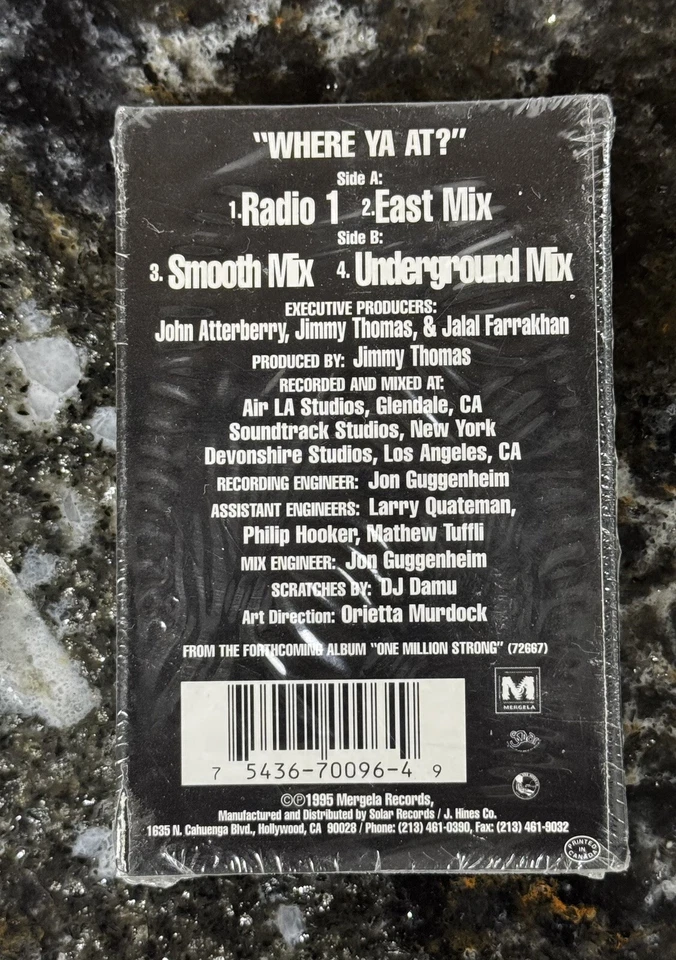 "WHERE YA AT?"
Side A:
1. Radio 1 2. East Mix
Side B:
3. Smooth Mix 4. Underground Mix
EXECUTIVE PRODUCERS:
John Atterberry, Jimmy Thomas, & Jalal Farrakhan
PRODUCED BY: Jimmy Thomas
RECORDED AND MIXED AT:
Air LA Studios, Glendale, CA
Soundtrack Studios, New York
Devonshire Studios, Los Angeles, CA
RECORDING ENGINEER: Jon Guggenheim
ASSISTANT ENGINEERS: Larry Quateman,
Philip Hooker, Mathew Tuffli
MIX ENGINEER: Jon Guggenheim
SCRATCHES BY: DJ Damu
Art Direction: Orietta Murdock
FROM THE FORTHCOMING ALBUM "ONE MILLION STRONG" (72667)
M
MERGELA
Solar
7 5436-70096-4 9
©℗1995 Mergela Records,
Manufactured and Distributed by Solar Records / J. Hines Co.
1635 N. Cahuenga Blvd., Hollywood, CA 90028 / Phone: (213) 461-0390, Fax: (213) 461-9032
PRINTED IN CANADA